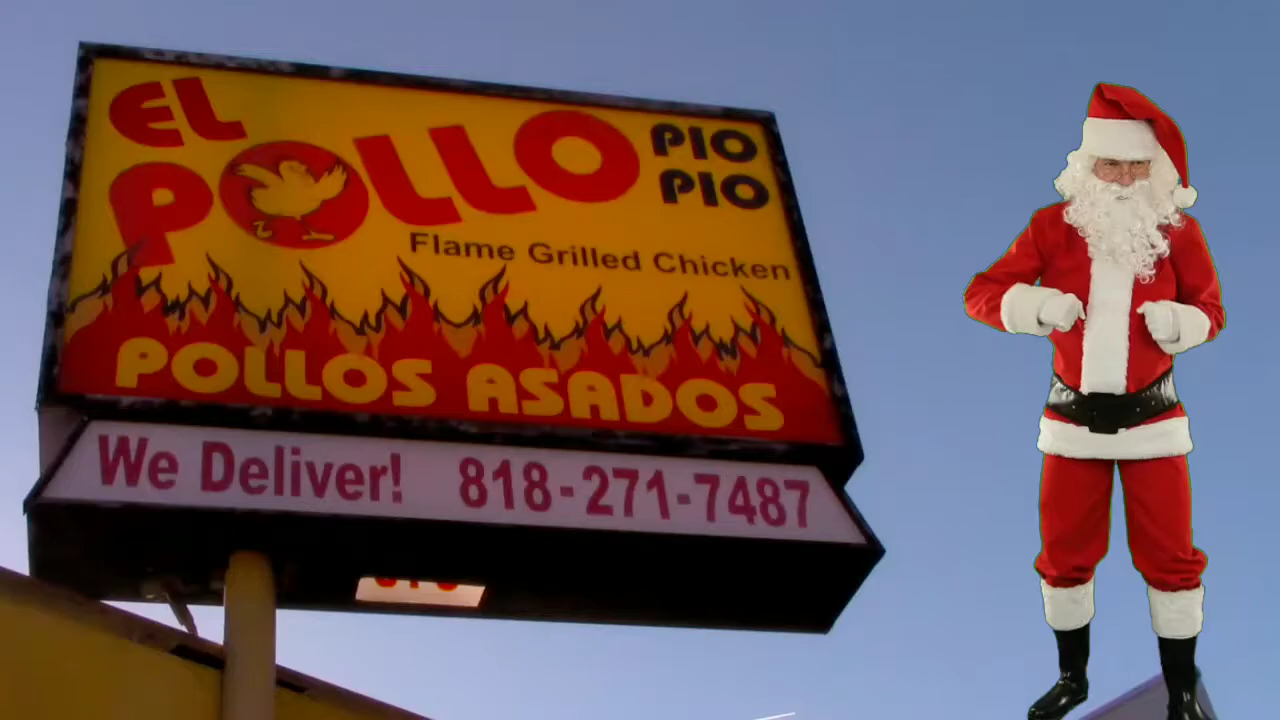 EL
POLLO PIO
PIO
Flame Grilled Chicken
POLLOS ASADOS
We Deliver! 818-271-7487